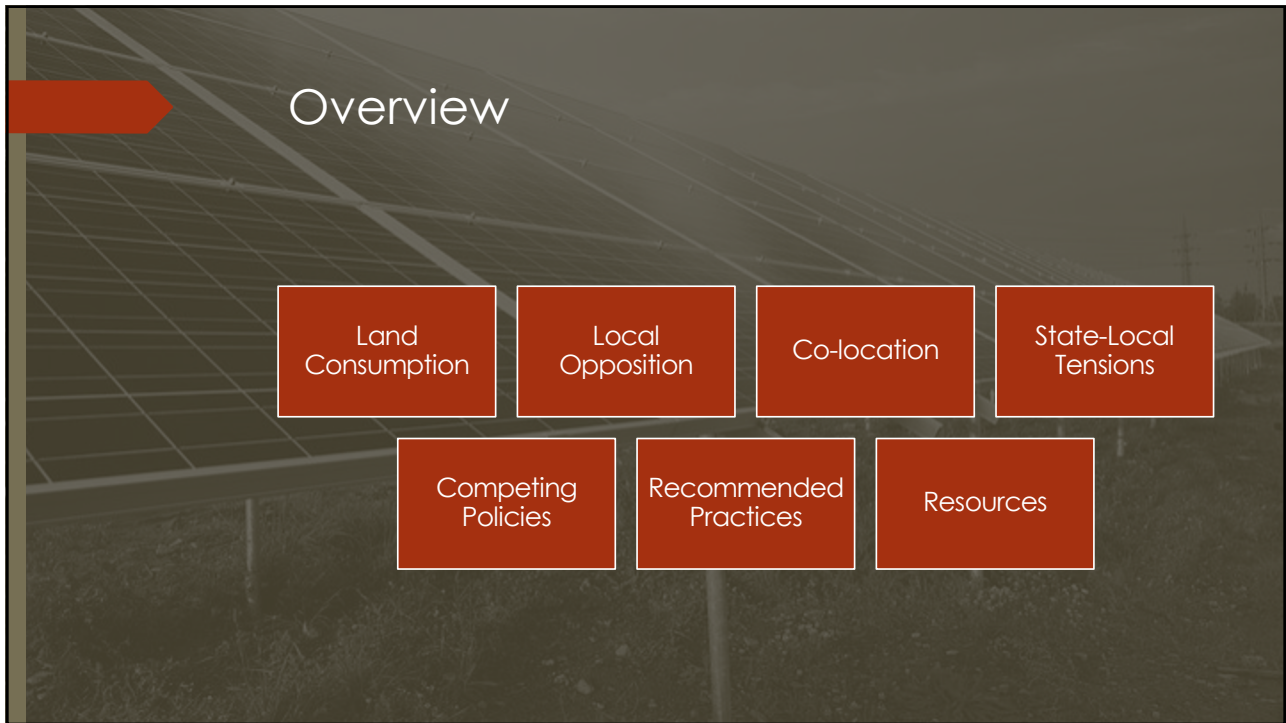 Overview
Land
Consumption
Local
Opposition
Co-location
State-Local
Tensions
Competing
Policies
Recommended
Practices
Resources